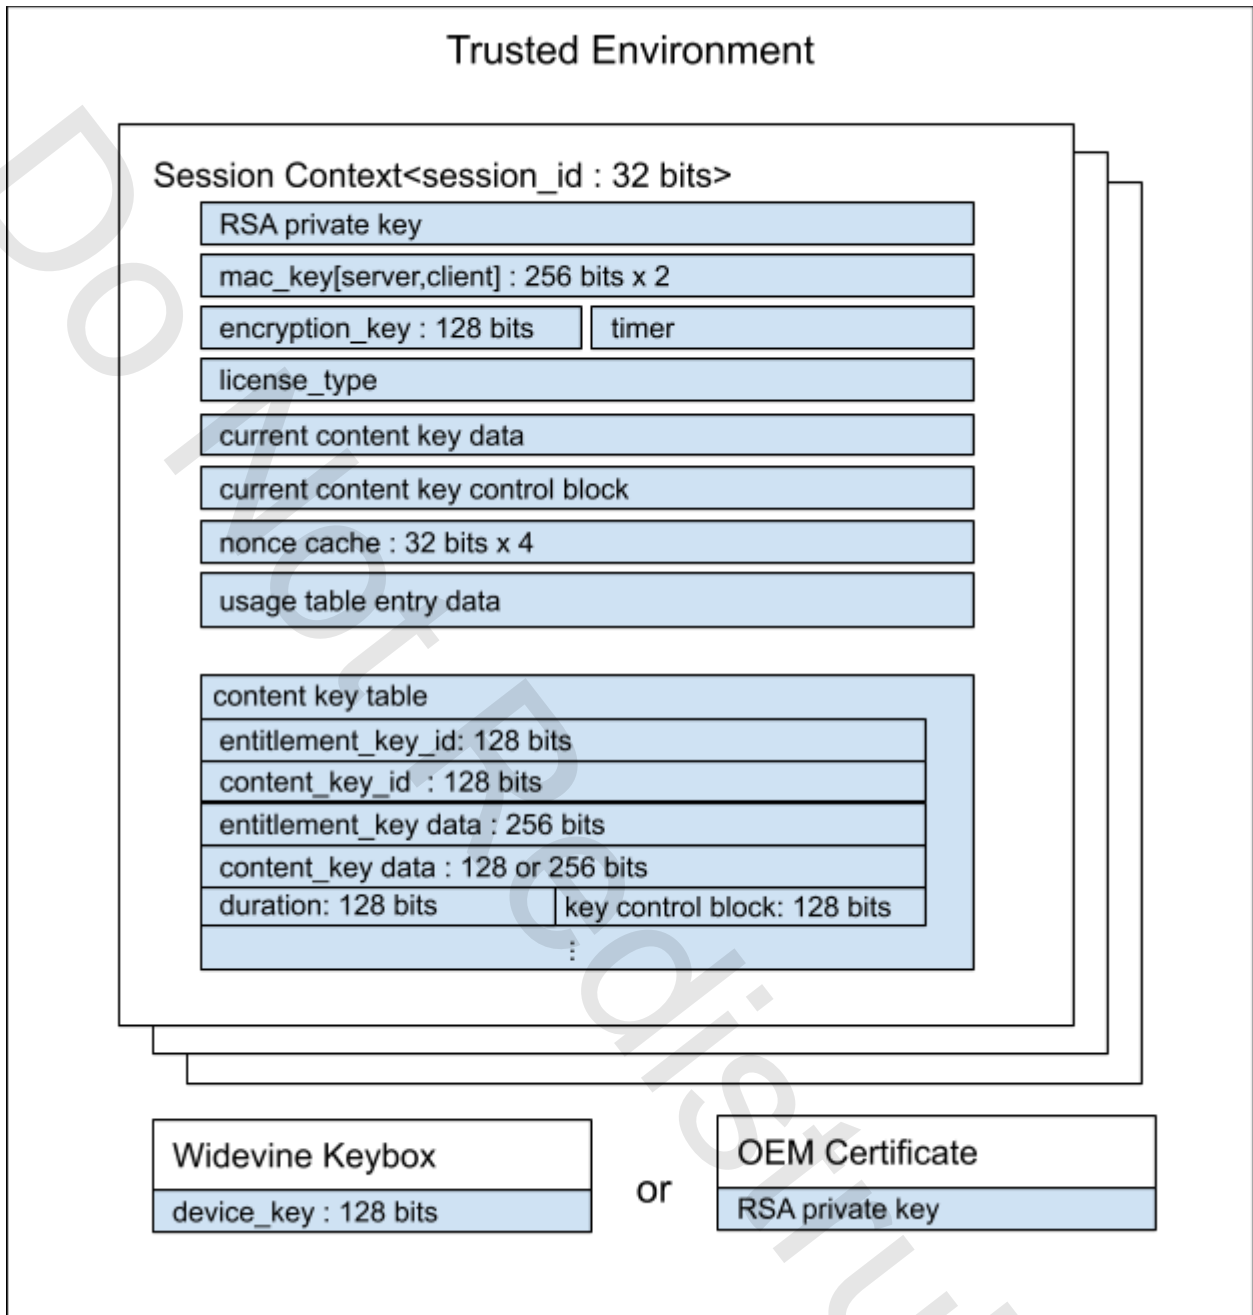 Trusted Environment
Session Context<session_id : 32 bits>
RSA private key
mac_key[server,client] : 256 bits x 2
encryption_key : 128 bits
timer
license_type
current content key data
current content key control block
nonce cache : 32 bits x 4
usage table entry data
content key table
entitlement_key_id: 128 bits
content_key_id : 128 bits
entitlement_key data : 256 bits
content_key data : 128 or 256 bits
duration: 128 bits
key control block: 128 bits
⋮
Widevine Keybox
device_key : 128 bits
or
OEM Certificate
RSA private key
Do Not